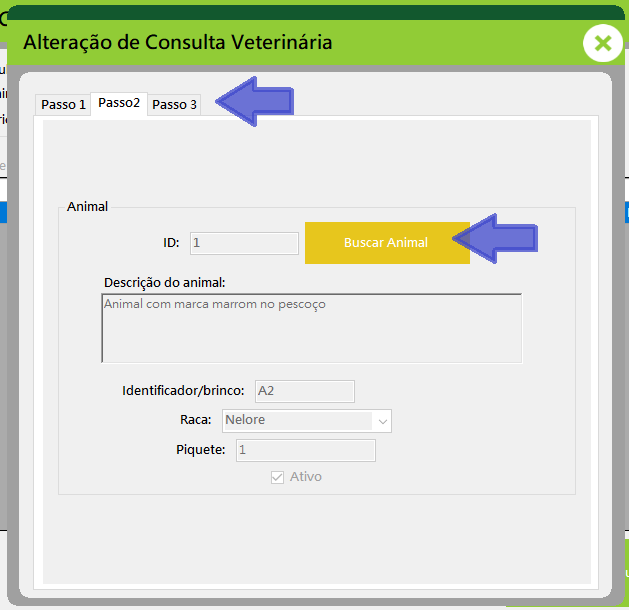 Alteração de Consulta Veterinária
Passo 1 Passo2 Passo 3
Animal
ID: 1 Buscar Animal
Descrição do animal:
Animal com marca marrom no pescoço
Identificador/brinco: A2
Raca: Nelore
Piquete: 1
Ativo